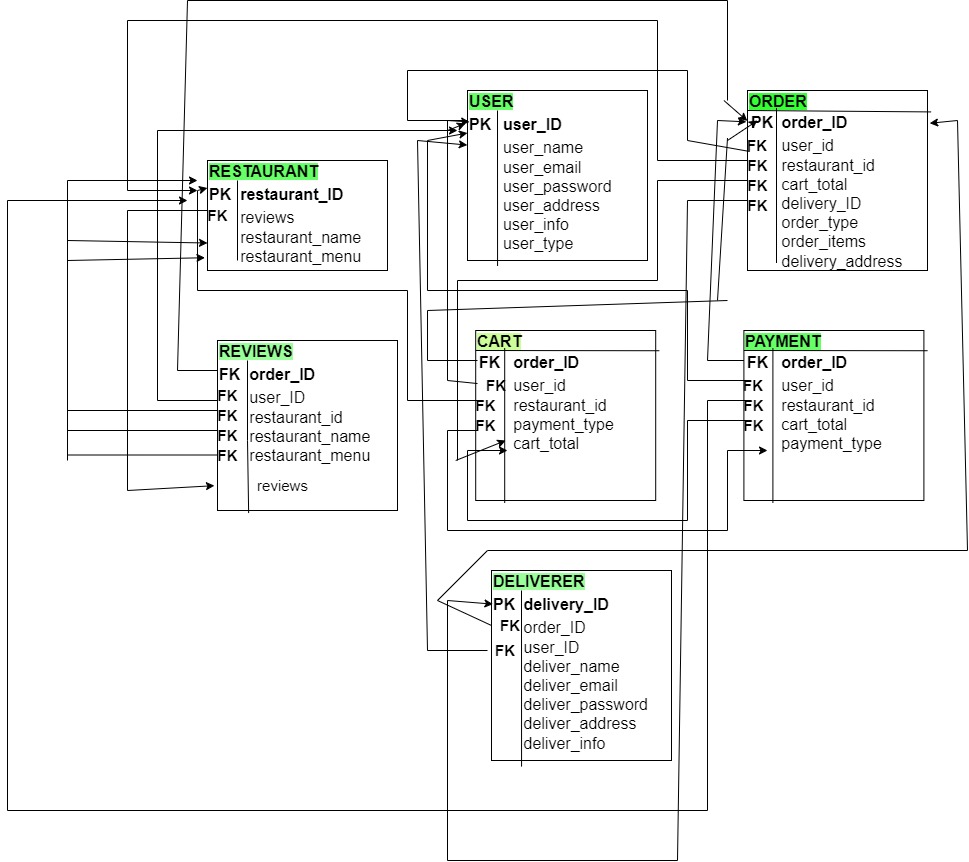 USER
PK user_ID
user_name
user_email
user_password
user_address
user_info
user_type
ORDER
PK order_ID
FK user_id
FK restaurant_id
FK cart_total
FK delivery_ID
order_type
order_items
delivery_address
RESTAURANT
PK restaurant_ID
FK reviews
restaurant_name
restaurant_menu
REVIEWS
FK order_ID
FK user_ID
FK restaurant_id
FK restaurant_name
FK restaurant_menu
reviews
CART
FK order_ID
FK user_id
FK restaurant_id
FK payment_type
cart_total
PAYMENT
FK order_ID
FK user_id
FK restaurant_id
FK cart_total
payment_type
DELIVERER
PK delivery_ID
FK order_ID
FK user_ID
deliver_name
deliver_email
deliver_password
deliver_address
deliver_info